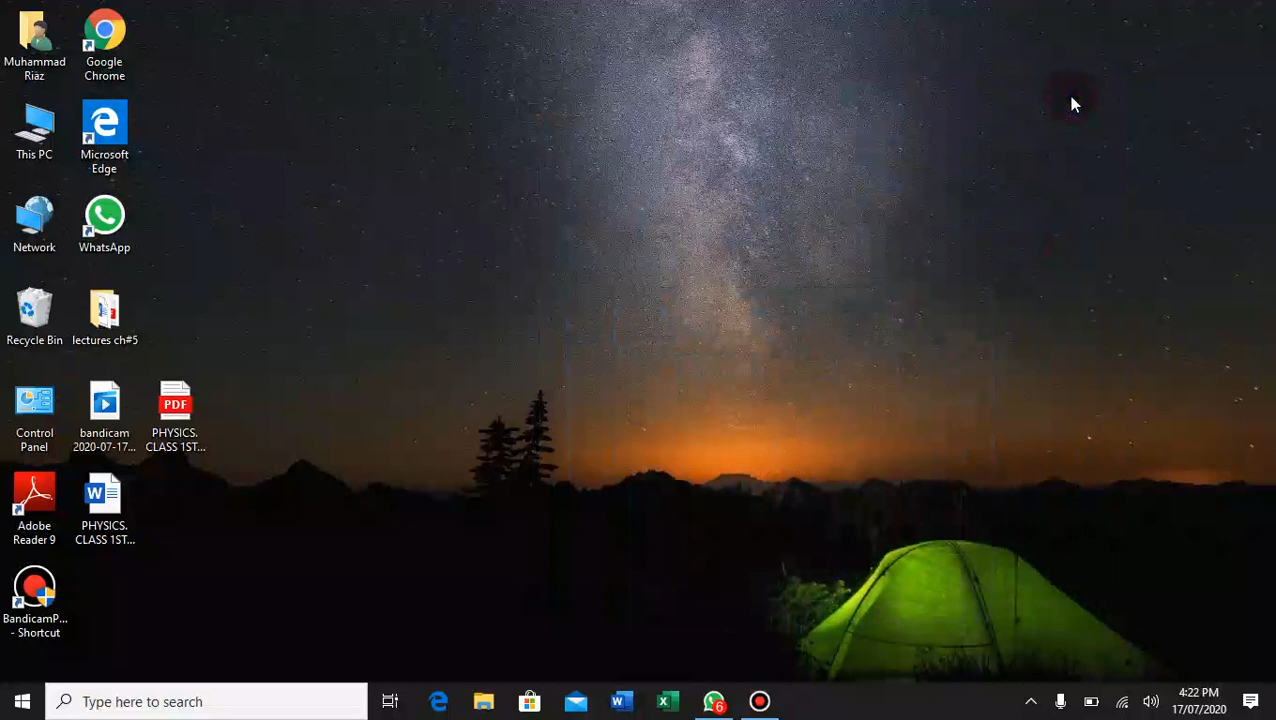 Muhammad
Riaz
Google
Chrome
This PC
Microsoft
Edge
Network
WhatsApp
Recycle Bin
lectures ch#5
Control
Panel
bandicam
2020-07-17...
PDF
PHYSICS.
CLASS 1ST...
Adobe
Reader 9
W
PHYSICS.
CLASS 1ST...
BandicamP...
- Shortcut
Type here to search
W
X
6
4:22 PM
17/07/2020